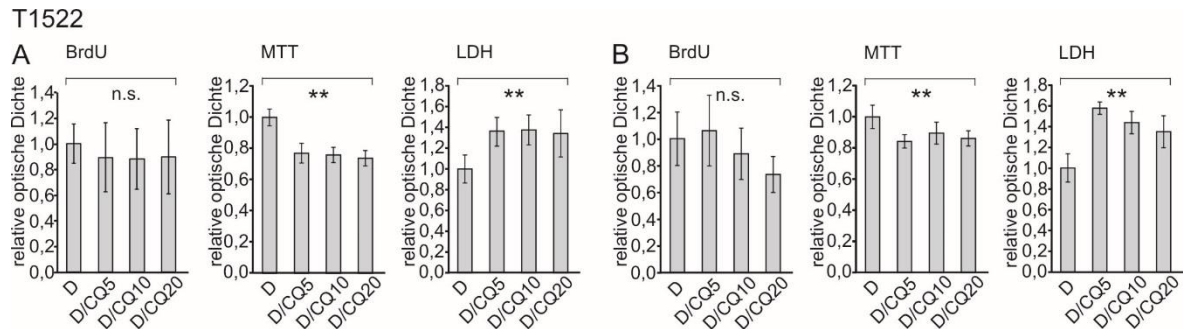 T1522
A
BrdU
relative optische Dichte
1,4
1,2
1,0
0,8
0,6
0,4
0,2
0,0
n.s.
D
D/CQ5
D/CQ10
D/CQ20
MTT
relative optische Dichte
1,2
1,0
0,8
0,6
0,4
0,2
0,0
**
D
D/CQ5
D/CQ10
D/CQ20
LDH
relative optische Dichte
1,8
1,6
1,4
1,2
1,0
0,8
0,6
0,4
0,2
0,0
**
D
D/CQ5
D/CQ10
D/CQ20
B
BrdU
relative optische Dichte
1,4
1,2
1,0
0,8
0,6
0,4
0,2
0,0
n.s.
D
D/CQ5
D/CQ10
D/CQ20
MTT
relative optische Dichte
1,2
1,0
0,8
0,6
0,4
0,2
0,0
**
D
D/CQ5
D/CQ10
D/CQ20
LDH
relative optische Dichte
1,8
1,6
1,4
1,2
1,0
0,8
0,6
0,4
0,2
0,0
**
D
D/CQ5
D/CQ10
D/CQ20